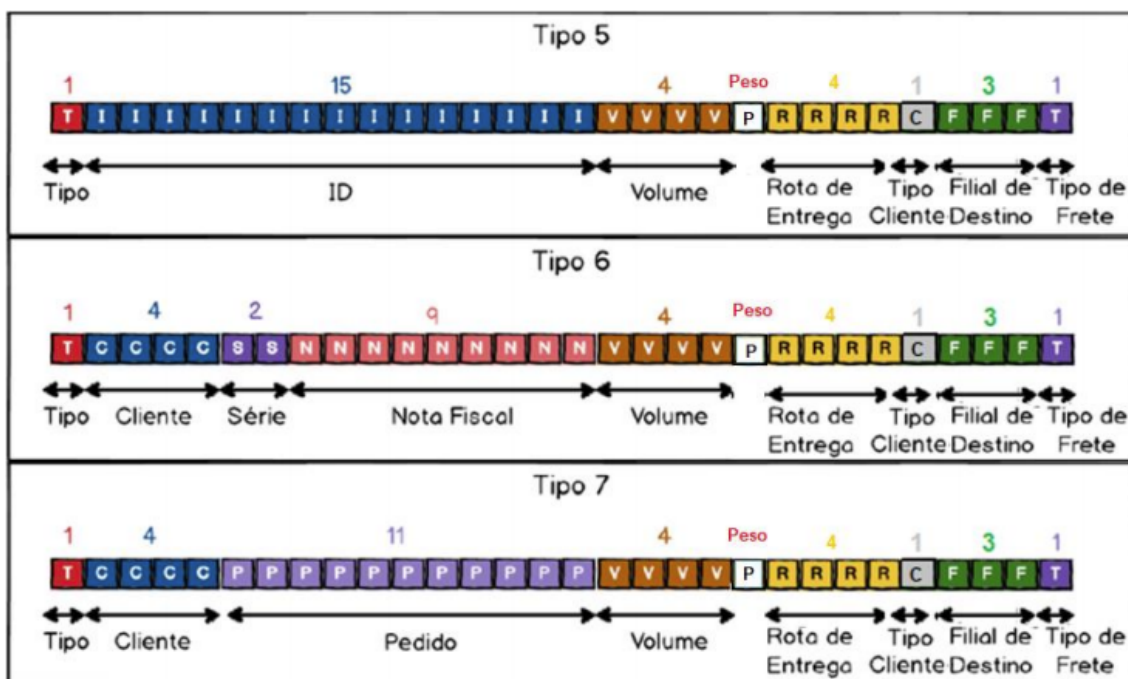 Tipo 5
1 15 4 Peso 4 1 3 1
T I I I I I I I I I I I I I I I V V V V P R R R R C F F F T
Tipo ID Volume Rota de Tipo Filial de Tipo de
Entrega Cliente Destino Frete
Tipo 6
1 4 2 9 4 Peso 4 1 3 1
T C C C C S S N N N N N N N N N V V V V P R R R R C F F F T
Tipo Cliente Série Nota Fiscal Volume Rota de Tipo Filial de Tipo de
Entrega Cliente Destino Frete
Tipo 7
1 4 11 4 Peso 4 1 3 1
T C C C C P P P P P P P P P P P V V V V P R R R R C F F F T
Tipo Cliente Pedido Volume Rota de Tipo Filial de Tipo de
Entrega Cliente Destino Frete